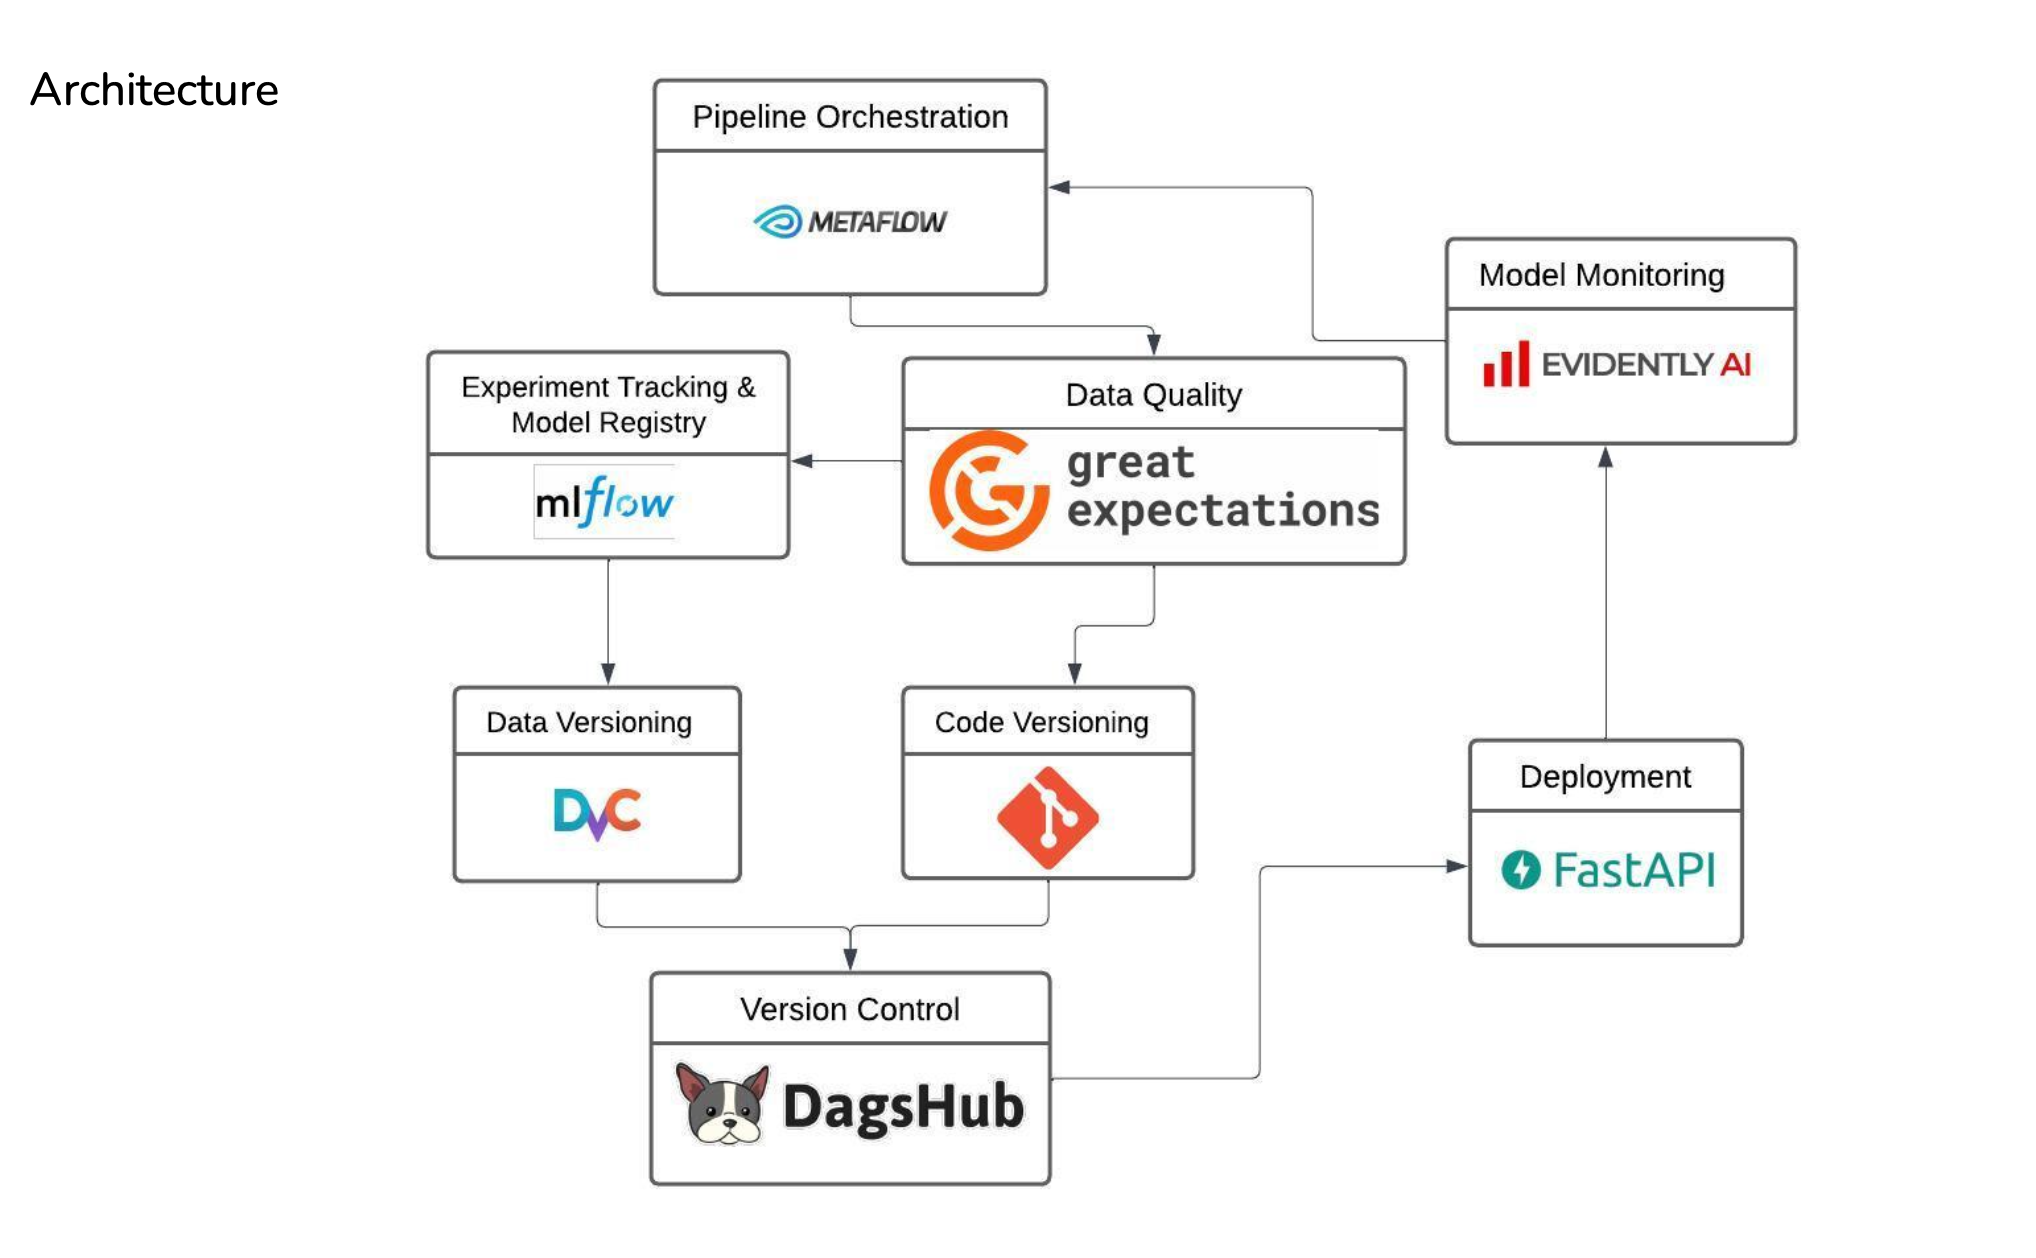 Architecture
Pipeline Orchestration
METAFLOW
Model Monitoring
EVIDENTLY AI
Experiment Tracking &
Model Registry
mlflow
Data Quality
great
expectations
Data Versioning
DVC
Code Versioning
Deployment
FastAPI
Version Control
DagsHub